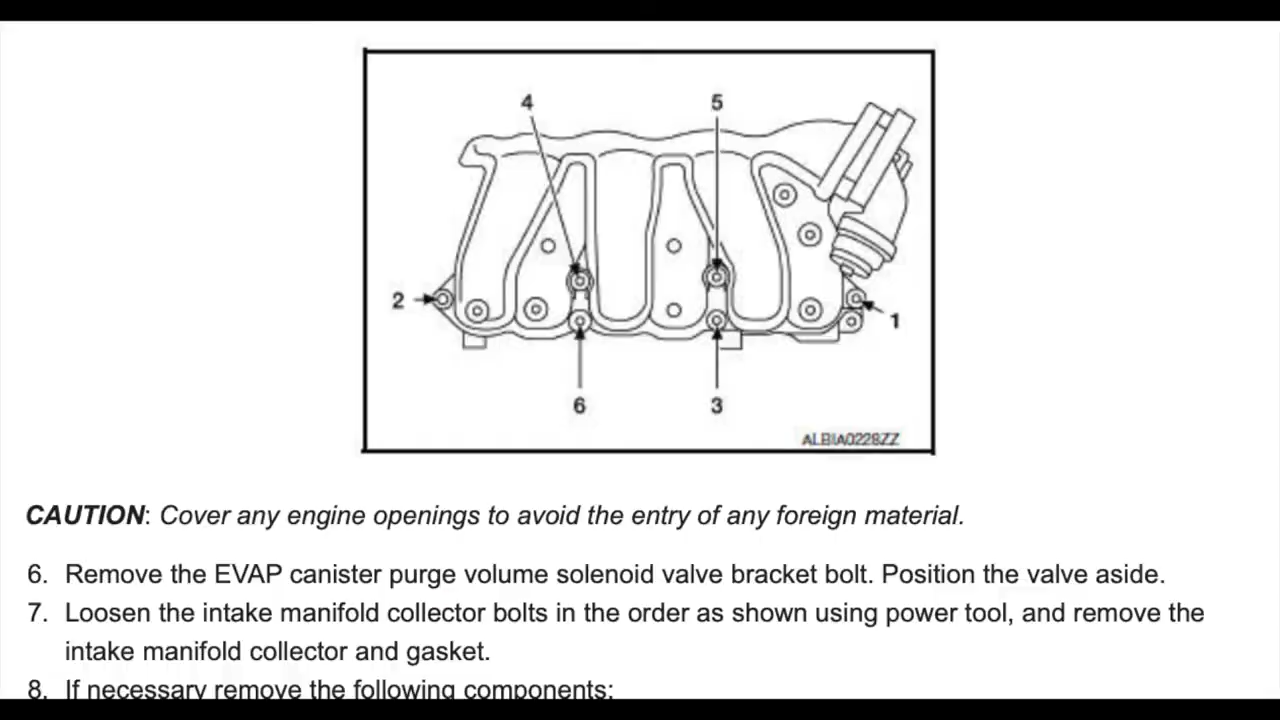 4 5
2
1
6 3
ALBIA0228ZZ
CAUTION: Cover any engine openings to avoid the entry of any foreign material.
6. Remove the EVAP canister purge volume solenoid valve bracket bolt. Position the valve aside.
7. Loosen the intake manifold collector bolts in the order as shown using power tool, and remove the
intake manifold collector and gasket.
8. If necessary remove the following components: